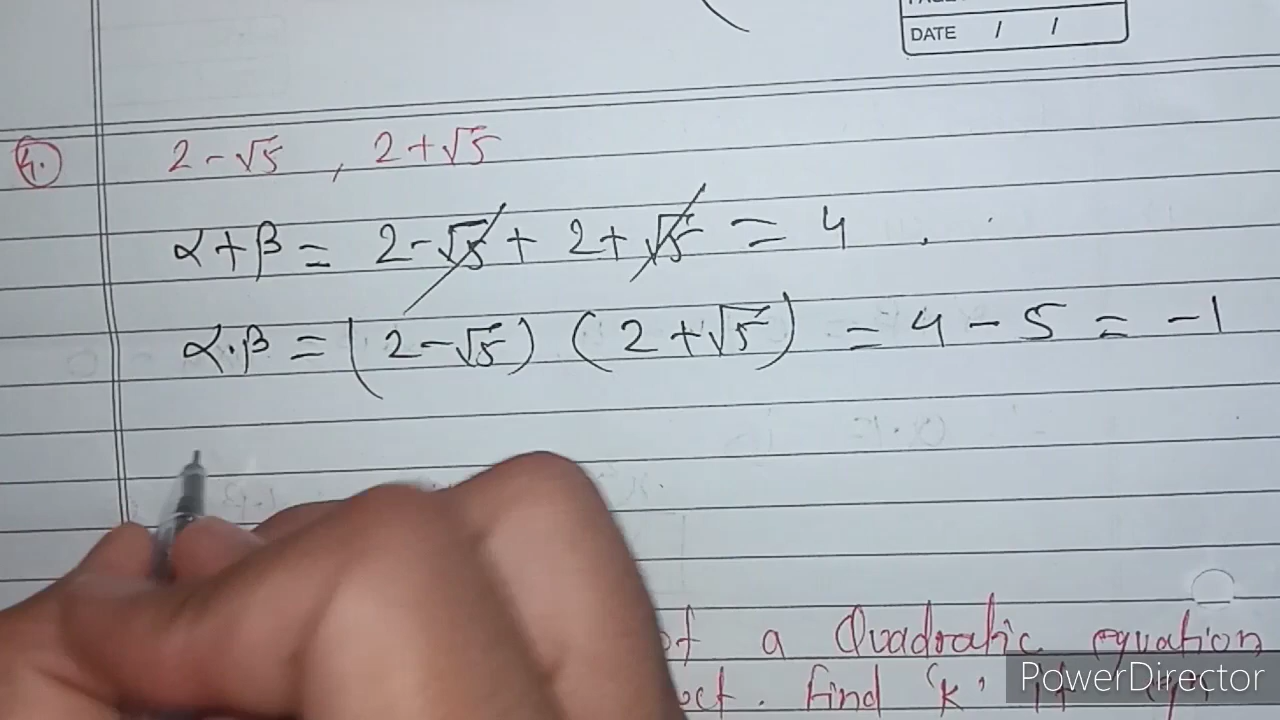 DATE / /
4. 2-√5 , 2+√5
α+β = 2-√5 + 2+√5 = 4 .
α.β = (2-√5) (2+√5) = 4-5 = -1
of a Quadratic equation
Find 'k' If
PowerDirector